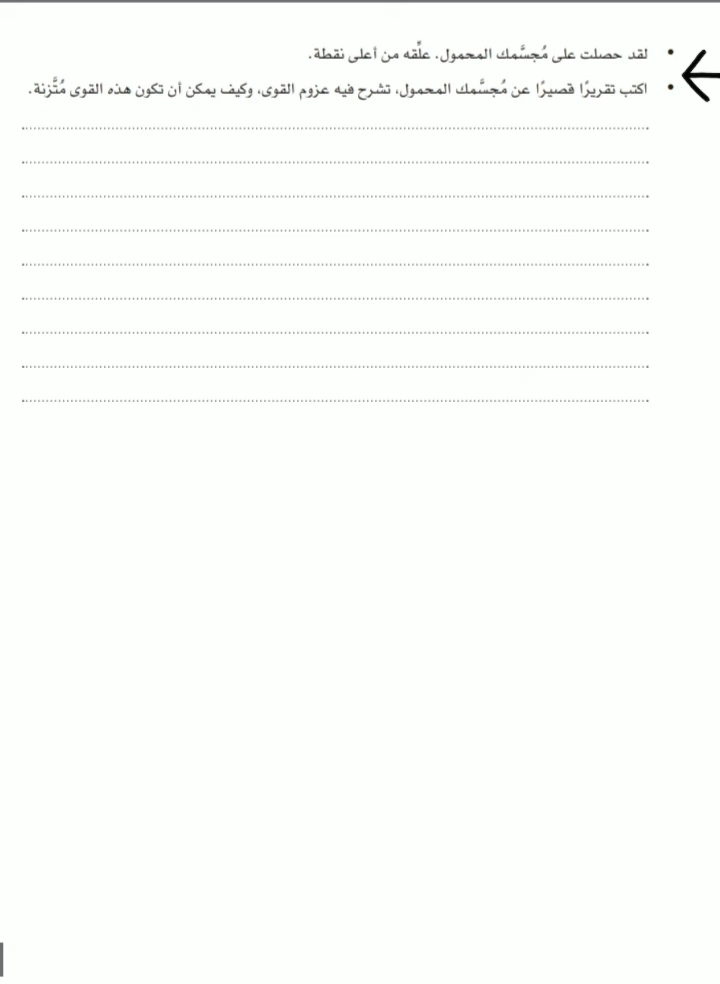 • لقد حصلت على مُجسَّمك المحمول. علِّقه من أعلى نقطة.
• اكتب تقريرًا قصيرًا عن مُجسَّمك المحمول، تشرح فيه عزوم القوى، وكيف يمكن أن تكون هذه القوى مُتَّزنة.